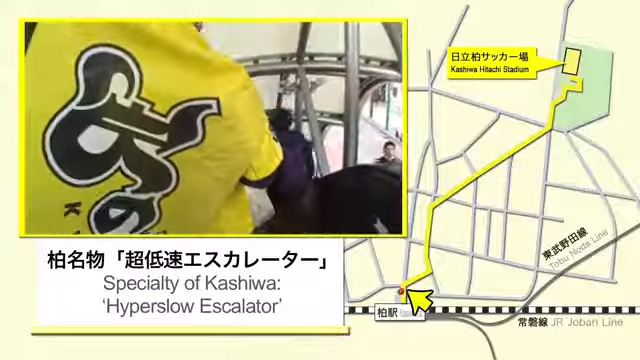 日立柏サッカー場
Kashiwa Hitachi Stadium
柏名物「超低速エスカレーター」
Specialty of Kashiwa:
‘Hyperslow Escalator’
東武野田線
Tobu Noda Line
柏駅
常磐線 JR Joban Line